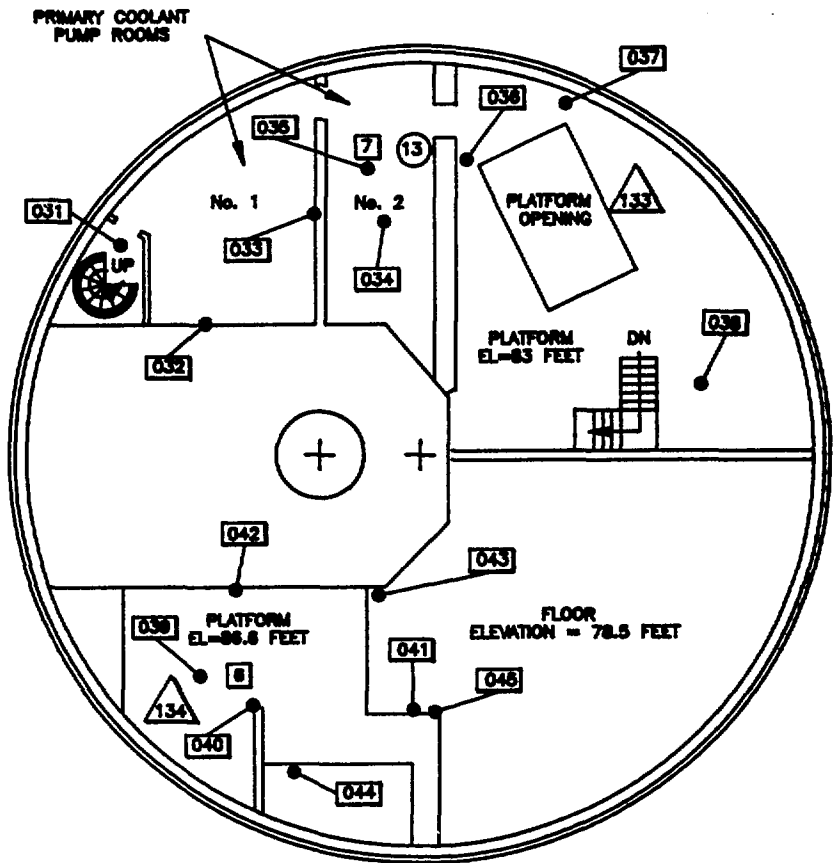 PRIMARY COOLANT
PUMP ROOMS
037
036
035
7
13
PLATFORM
OPENING
133
No. 1
No. 2
031
033
034
UP
032
PLATFORM
EL=83 FEET
DN
038
042
043
PLATFORM
EL=86.6 FEET
FLOOR
ELEVATION = 78.5 FEET
039
041
045
134
040
044